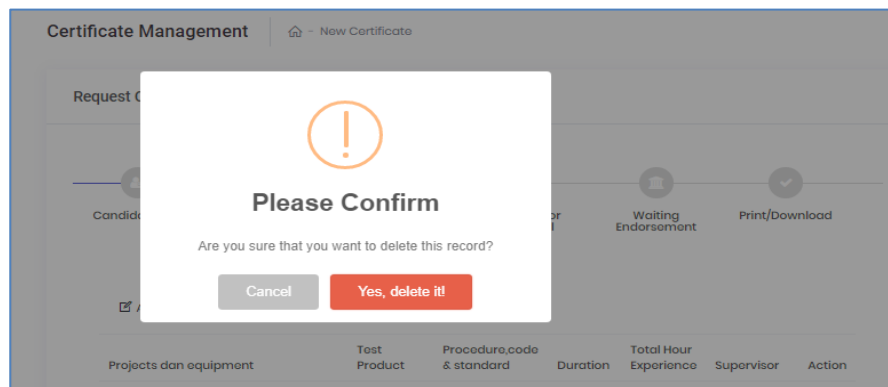 Certificate Management
- New Certificate
Request
Please Confirm
Are you sure that you want to delete this record?
Cancel
Yes, delete it!
Waiting
Endorsement
Print/Download
Projects dan equipment
Test
Product
Procedure,code
& standard
Duration
Total Hour
Experience
Supervisor
Action